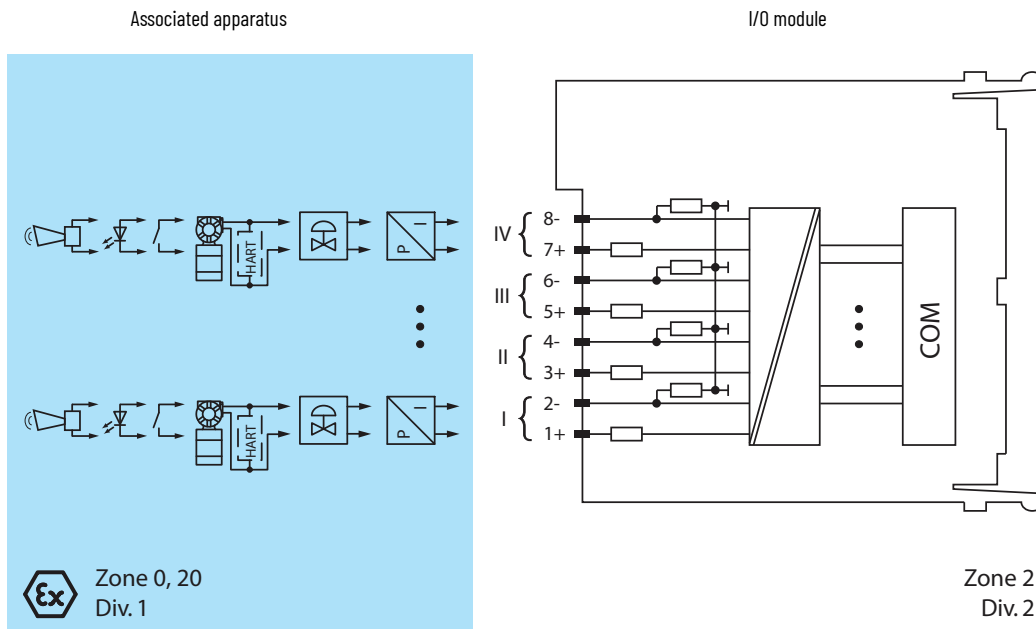 Associated apparatus
I/O module
HART
P
I
HART
P
I
IV
8-
7+
III
6-
5+
II
4-
3+
I
2-
1+
COM
Ex
Zone 0, 20
Div. 1
Zone 2
Div. 2